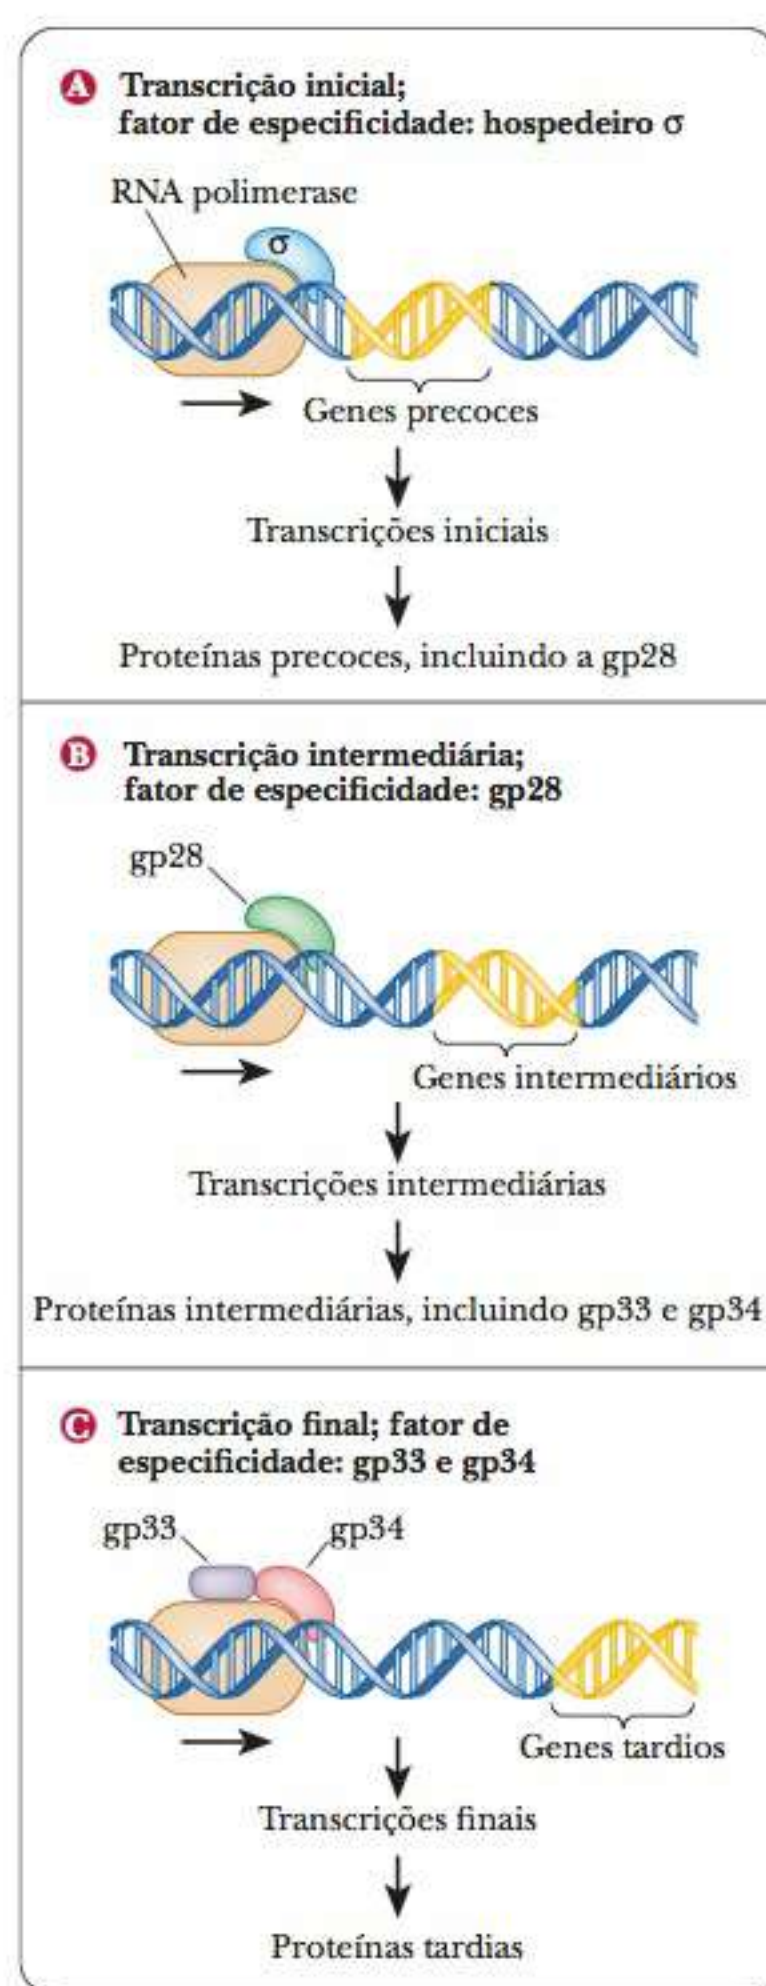 A Transcrição inicial;
fator de especificidade: hospedeiro σ
RNA polimerase
σ
Genes precoces
Transcrições iniciais
Proteínas precoces, incluindo a gp28
B Transcrição intermediária;
fator de especificidade: gp28
gp28
Genes intermediários
Transcrições intermediárias
Proteínas intermediárias, incluindo gp33 e gp34
C Transcrição final; fator de
especificidade: gp33 e gp34
gp33 gp34
Genes tardios
Transcrições finais
Proteínas tardias